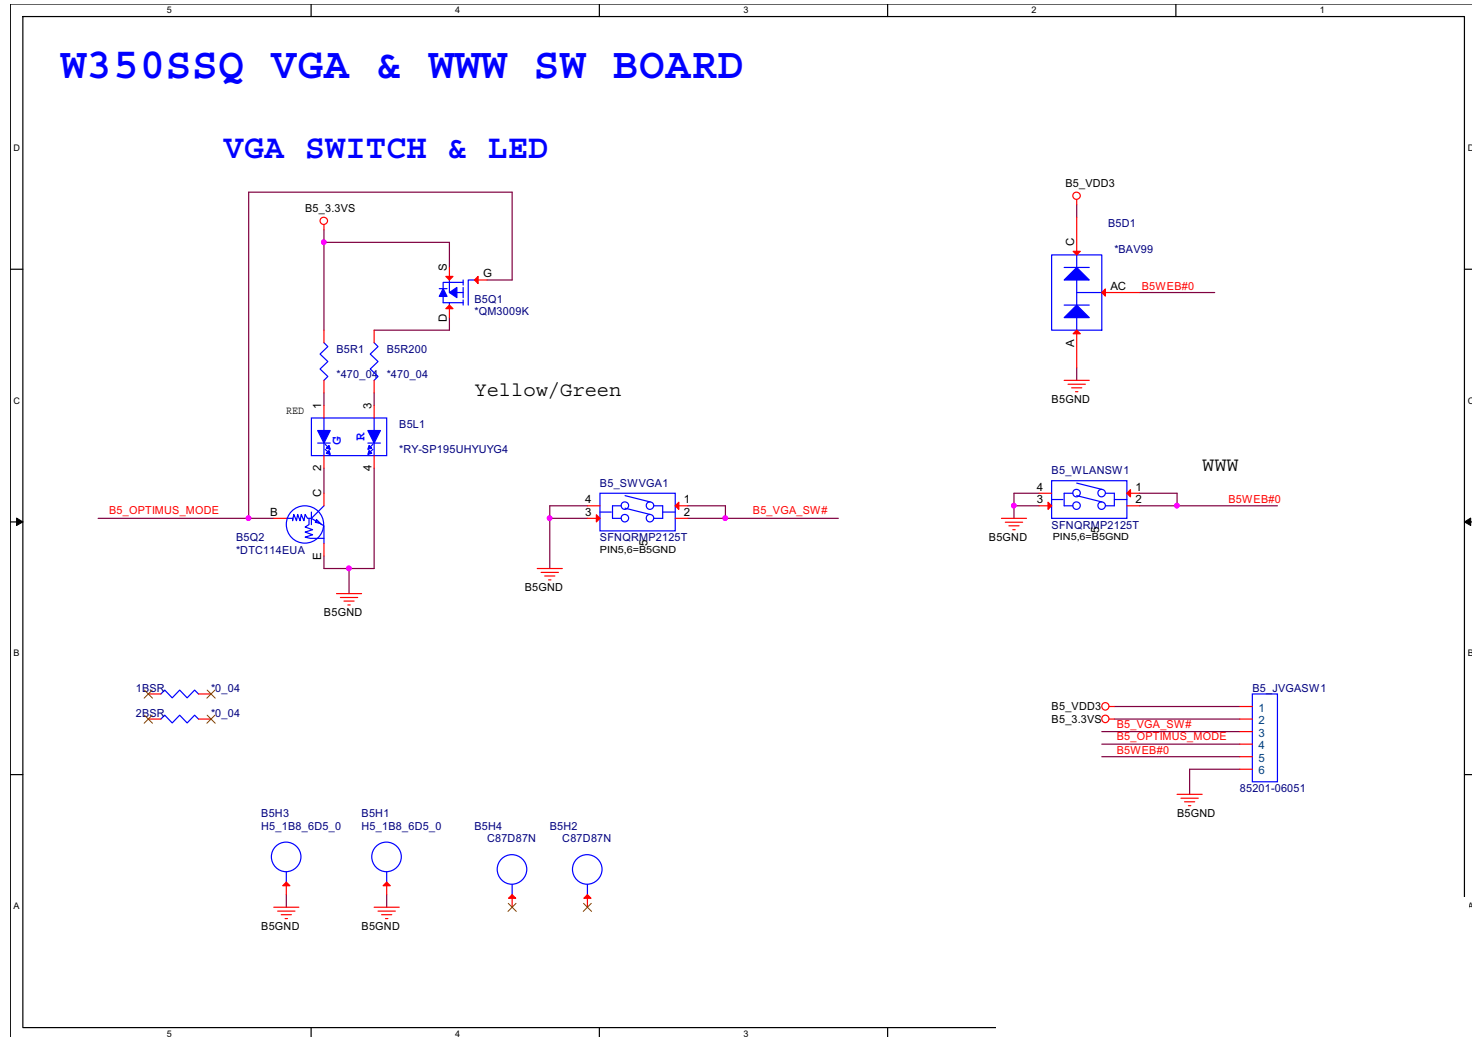 5 4 3 2 1
W350SSQ VGA & WWW SW BOARD
VGA SWITCH & LED
D D
B5_3.3VS
S
G
B5Q1
*QM3009K
D
B5R1 B5R200
*470_04 *470_04
Yellow/Green
RED
1 3
B5L1
G R
*RY-SP195UHYUYG4
2 4
C
B5_OPTIMUS_MODE
B
B5Q2
*DTC114EUA
E
B5GND
B5_VDD3
B5D1
C
*BAV99
AC B5WEB#0
A
B5GND
C C
B5_SWVGA1
4 1
3 2
B5_VGA_SW#
SFNQRMP2125T
5
PIN5,6=B5GND
B5GND
WWW
B5_WLANSW1
4 1
3 2
B5WEB#0
SFNQRMP2125T
5
PIN5,6=B5GND
B5GND
B B
1BSR *0_04
2BSR *0_04
B5_JVGASW1
B5_VDD3 1
B5_3.3VS 2
B5_VGA_SW# 3
B5_OPTIMUS_MODE 4
B5WEB#0 5
6
85201-06051
B5GND
B5H3
H5_1B8_6D5_0
B5GND
B5H1
H5_1B8_6D5_0
B5GND
B5H4
C87D87N
B5H2
C87D87N
A A
5 4 3